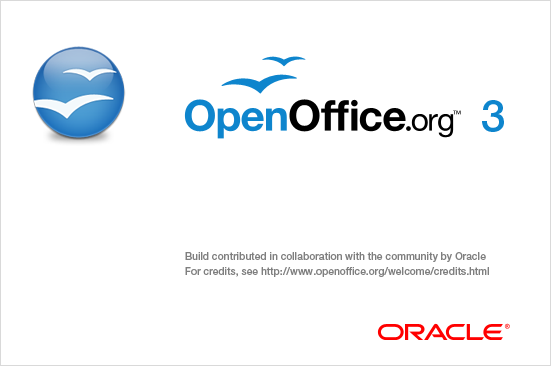 OpenOffice.org™ 3
Build contributed in collaboration with the community by Oracle
For credits, see http://www.openoffice.org/welcome/credits.html
ORACLE®